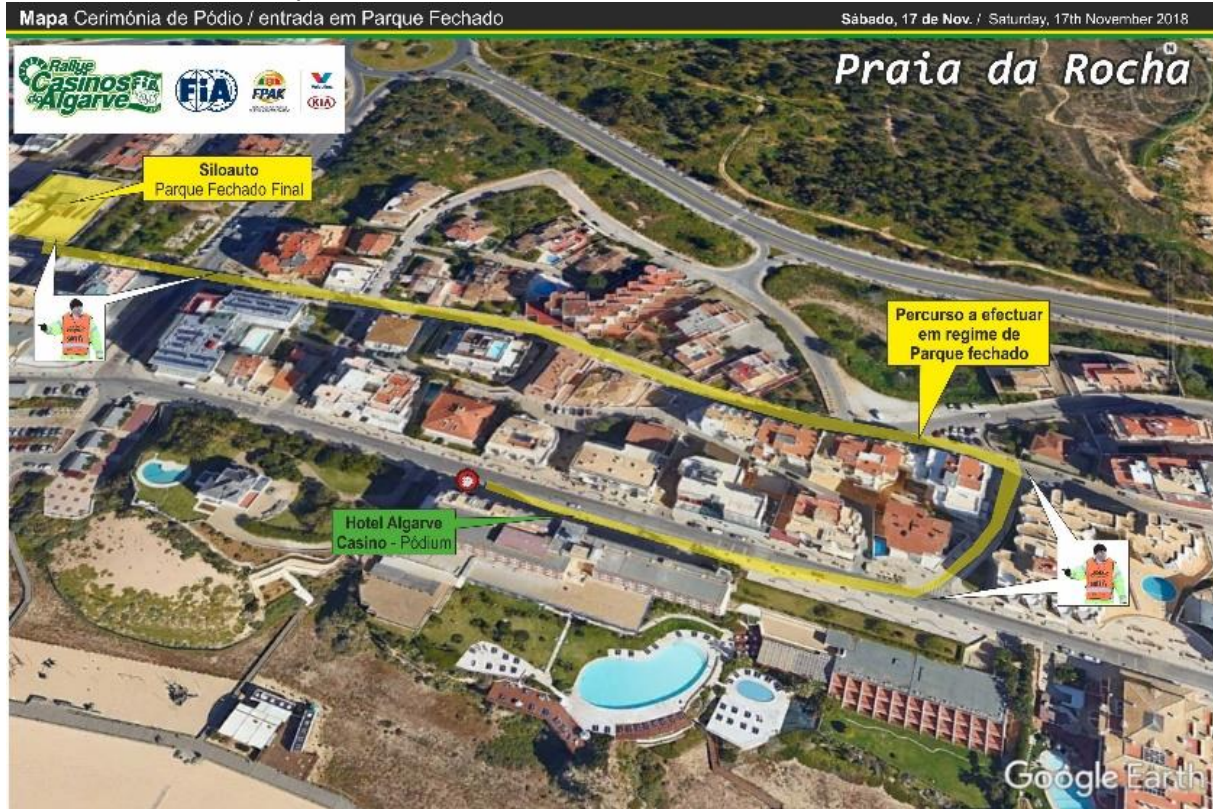 Mapa Cerimónia de Pódio / entrada em Parque Fechado
Sábado, 17 de Nov. / Saturday, 17th November 2018
Rallye
Casinos
do Algarve
FiA
FiA
FPAK
Valvoline
KIA
Praia da Rocha
N
Siloauto
Parque Fechado Final
Percurso a efectuar
em regime de
Parque fechado
Hotel Algarve
Casino - Pódium
Google Earth